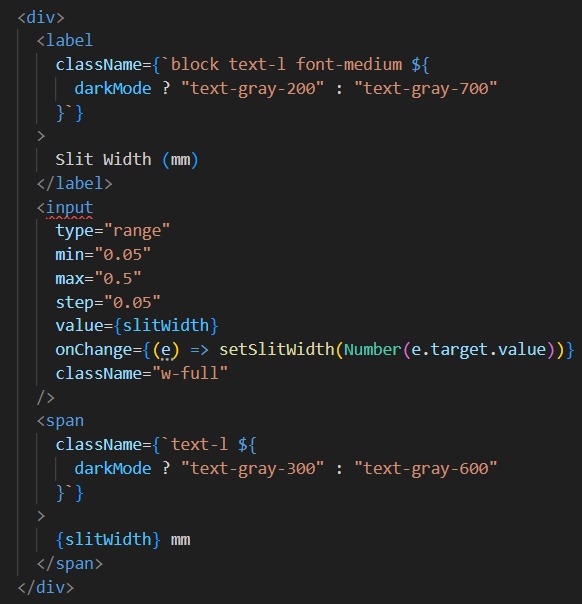 <div>
<label
className={`block text-l font-medium ${
darkMode ? "text-gray-200" : "text-gray-700"
}`}
>
Slit Width (mm)
</label>
<input
type="range"
min="0.05"
max="0.5"
step="0.05"
value={slitWidth}
onChange={(e) => setSlitWidth(Number(e.target.value))}
className="w-full"
/>
<span
className={`text-l ${
darkMode ? "text-gray-300" : "text-gray-600"
}`}
>
{slitWidth} mm
</span>
</div>